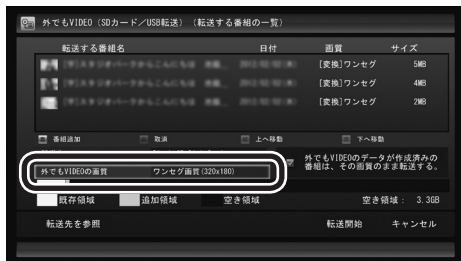 外でもVIDEO(SDカード/USB転送)(転送する番組の一覧)
転送する番組名 日付 画質 サイズ
[変換]ワンセグ 5MB
[変換]ワンセグ 4MB
[変換]ワンセグ 2MB
番組追加 取消 上へ移動 下へ移動
外でもVIDEOの画質 ワンセグ画質(320x180)
外でもVIDEOのデータが作成済みの
番組は、その画質のまま転送する。
既存領域 追加領域 空き領域 空き領域: 3.3GB
転送先を参照 転送開始 キャンセル